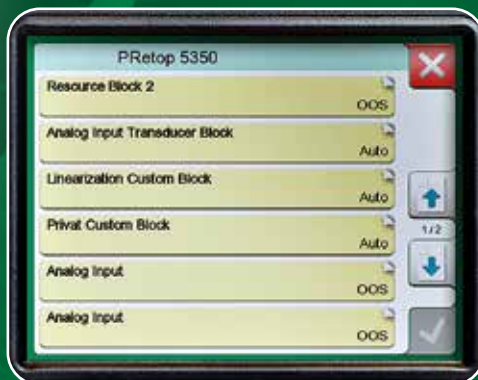 PRetop 5350
Resource Block 2
OOS
Analog Input Transducer Block
Auto
Linearization Custom Block
Auto
Privat Custom Block
Auto
1/2
Analog Input
OOS
Analog Input
OOS